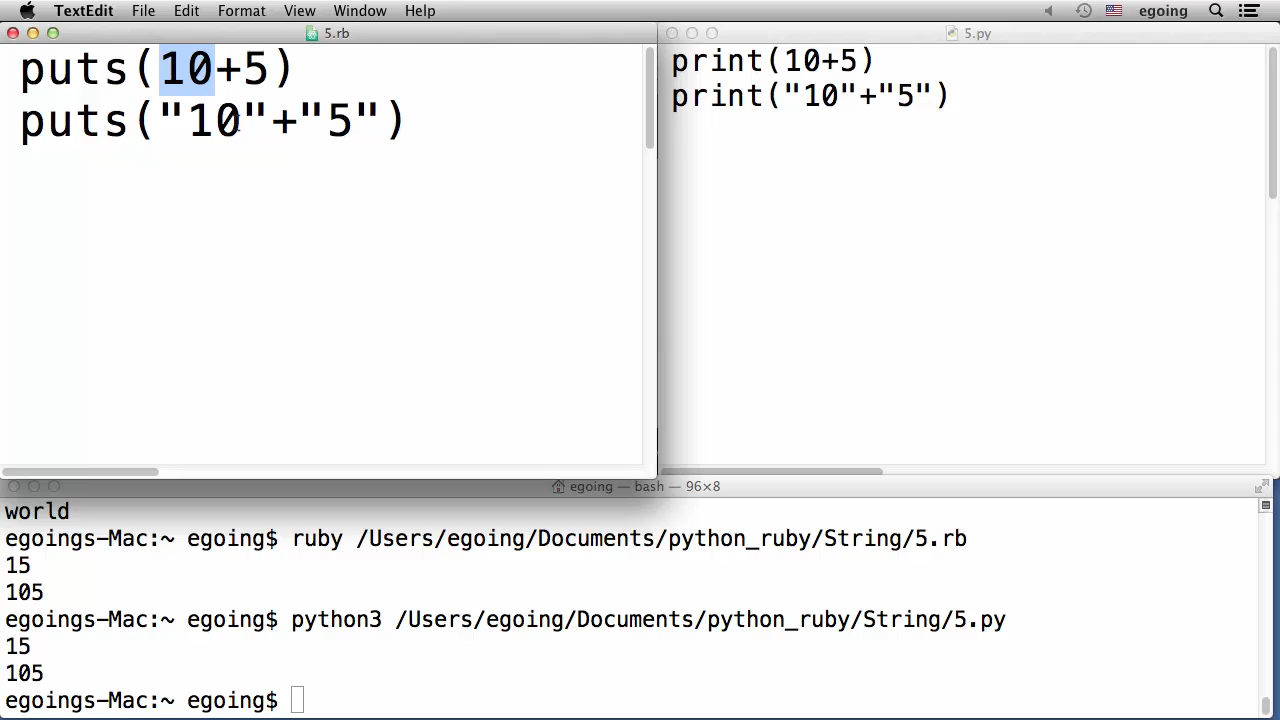 TextEdit File Edit Format View Window Help egoing
5.rb
puts(10+5)
puts("10"+"5")
5.py
print(10+5)
print("10"+"5")
egoing — bash — 96×8
world
egoings-Mac:~ egoing$ ruby /Users/egoing/Documents/python_ruby/String/5.rb
15
105
egoings-Mac:~ egoing$ python3 /Users/egoing/Documents/python_ruby/String/5.py
15
105
egoings-Mac:~ egoing$